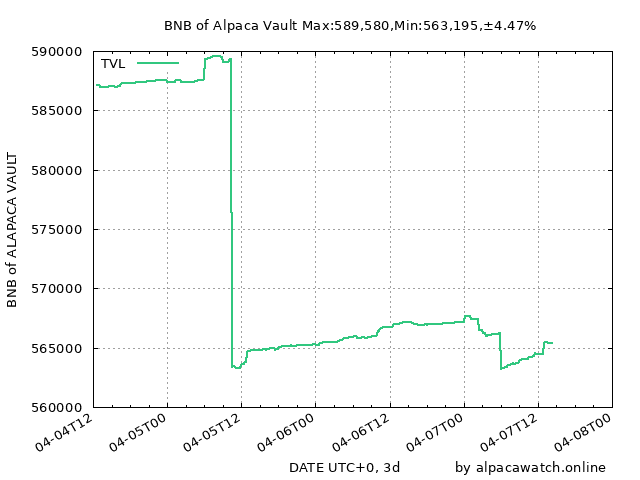 BNB of Alpaca Vault Max:589,580,Min:563,195,±4.47%
590000
TVL
585000
580000
575000
570000
565000
560000
BNB of ALAPACA VAULT
04-04T12
04-05T00
04-05T12
04-06T00
04-06T12
04-07T00
04-07T12
04-08T00
DATE UTC+0, 3d
by alpacawatch.online